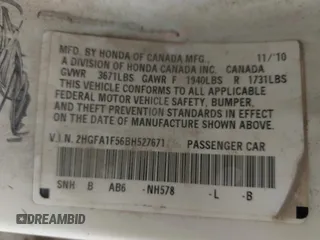 MFD. BY HONDA OF CANADA MFG., 11/'10
A DIVISION OF HONDA CANADA INC. CANADA
GVWR 3671LBS GAWR F 1940LBS R 1731LBS
THIS VEHICLE CONFORMS TO ALL APPLICABLE
FEDERAL MOTOR VEHICLE SAFETY, BUMPER,
AND THEFT PREVENTION STANDARDS IN EFFECT
ON THE DATE OF MANUFACTURE SHOWN ABOVE.
V.I.N. 2HGFA1F56BH527671 PASSENGER CAR
SNH B AB6 -NH578 -L -B
© DREAMBID